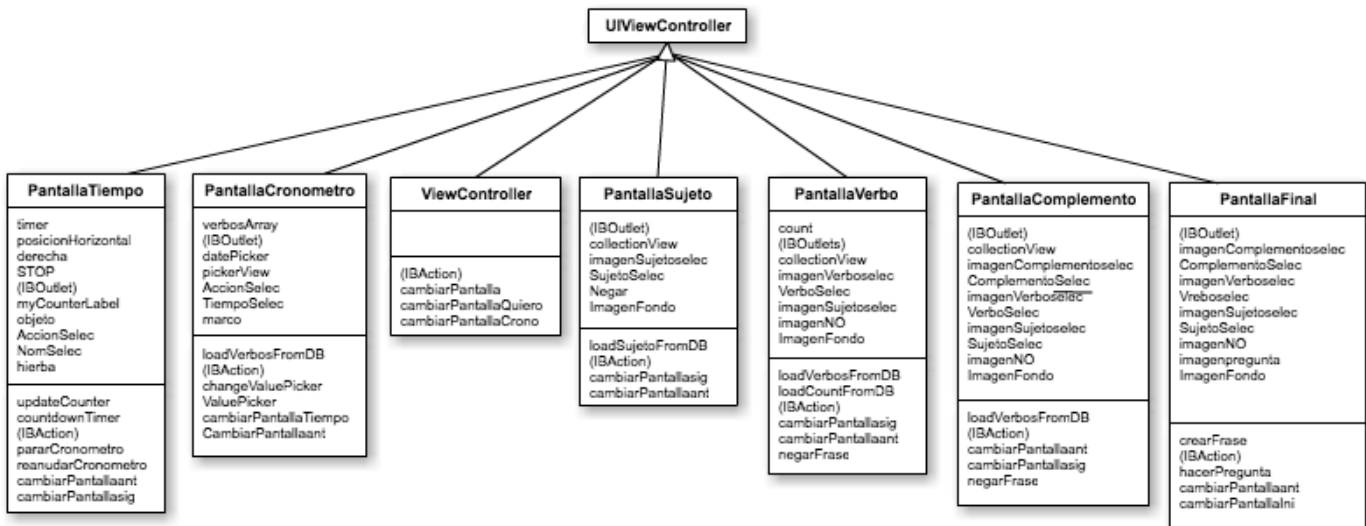 UIViewController
PantallaTiempo
timer
posicionHorizontal
derecha
STOP
(IBOutlet)
myCounterLabel
objeto
AccionSelec
NomSelec
hierba
updateCounter
countdownTimer
(IBAction)
pararCronometro
reanudarCronometro
cambiarPantallaant
cambiarPantallasig
PantallaCronometro
verbosArray
(IBOutlet)
datePicker
pickerView
AccionSelec
TiempoSelec
marco
loadVerbosFromDB
(IBAction)
changeValuePicker
ValuePicker
cambiarPantallaTiempo
CambiarPantallaant
ViewController
(IBAction)
cambiarPantalla
cambiarPantallaQuiero
cambiarPantallaCrono
PantallaSujeto
(IBOutlet)
collectionView
imagenSujetoselec
SujetoSelec
Negar
ImagenFondo
loadSujetoFromDB
(IBAction)
cambiarPantallasig
cambiarPantallaant
PantallaVerbo
count
(IBOutlets)
collectionView
imagenVerboselec
VerboSelec
imagenSujetoselec
imagenNO
ImagenFondo
loadVerbosFromDB
loadCountFromDB
(IBAction)
cambiarPantallasig
cambiarPantallaant
negarFrase
PantallaComplemento
(IBOutlet)
collectionView
imagenComplementoselec
ComplementoSelec
imagenVerboselec
VerboSelec
imagenSujetoselec
SujetoSelec
imagenNO
ImagenFondo
loadVerbosFromDB
(IBAction)
cambiarPantallaant
cambiarPantallasig
negarFrase
PantallaFinal
(IBOutlet)
imagenComplementoselec
ComplementoSelec
imagenVerboselec
Vreboselec
imagenSujetoselec
SujetoSelec
imagenNO
imagenpregunta
ImagenFondo
crearFrase
(IBAction)
hacerPregunta
cambiarPantallaant
cambiarPantallaIni